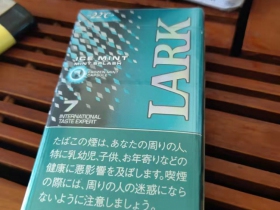 ICE MINT
MINT SPLASH
LARK
7
INTERNATIONAL
TASTE EXPERT
たばこの煙は、あなたの周りの人、
特に乳幼児、子供、お年寄りなどの
健康に悪影響を及ぼします。喫煙
の際には、周りの人の迷惑になら
ないように注意しましょう。